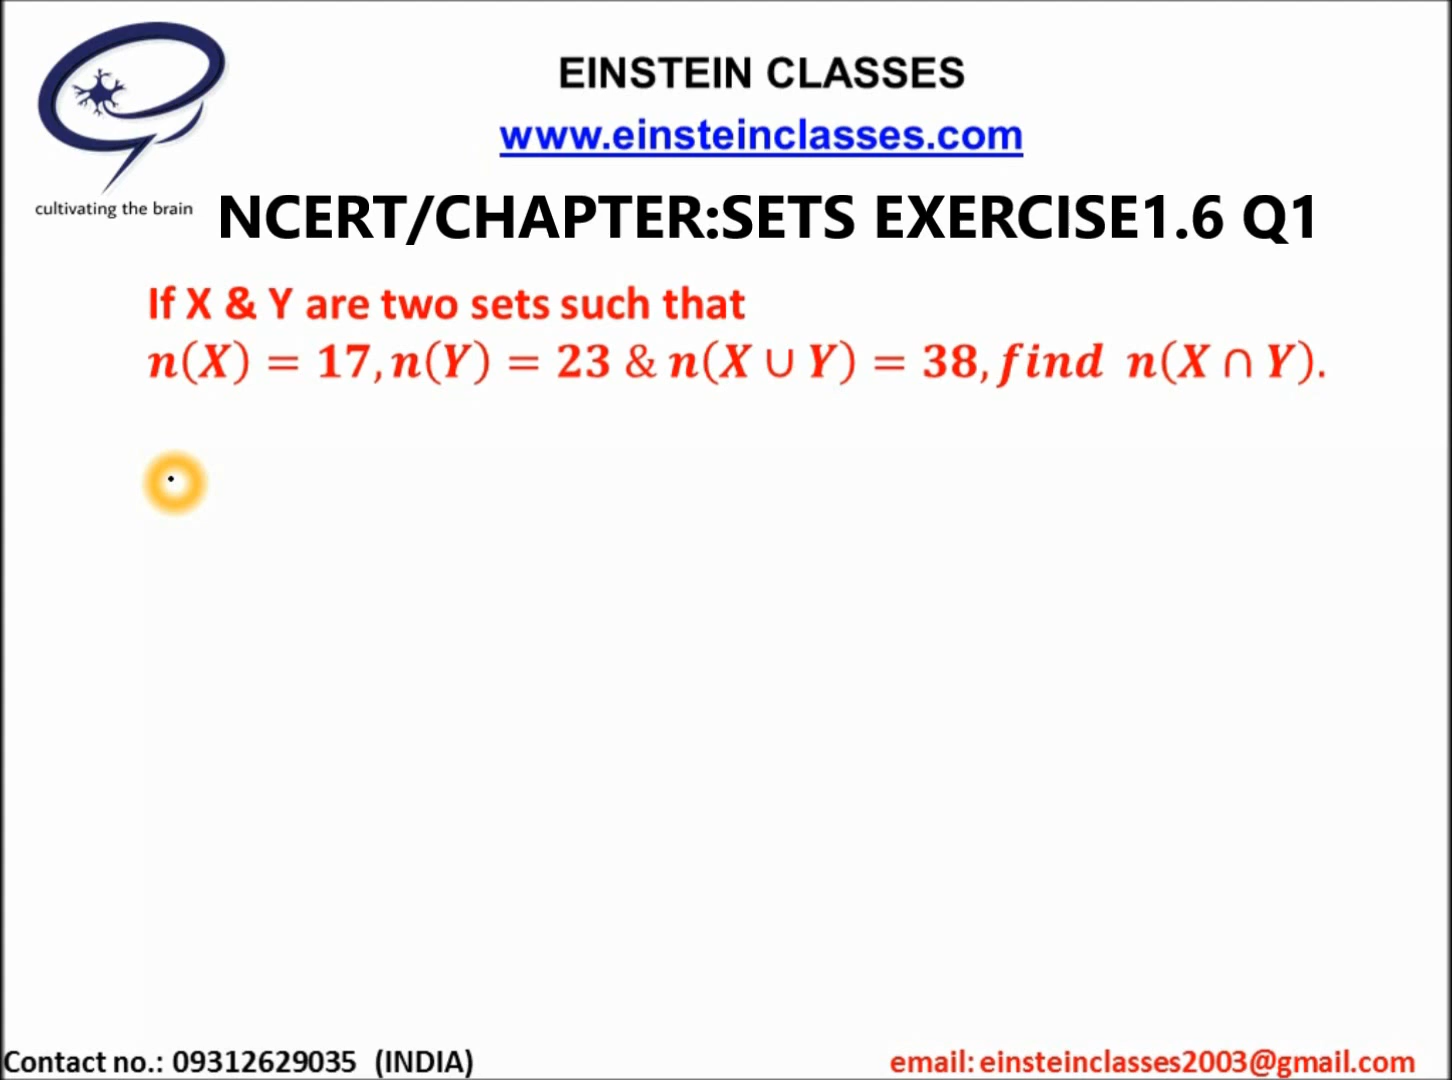 EINSTEIN CLASSES
www.einsteinclasses.com
cultivating the brain
NCERT/CHAPTER:SETS EXERCISE1.6 Q1
If X & Y are two sets such that
n(X) = 17, n(Y) = 23 & n(X ∪ Y) = 38, find n(X ∩ Y).
Contact no.: 09312629035 (INDIA)
email: einsteinclasses2003@gmail.com